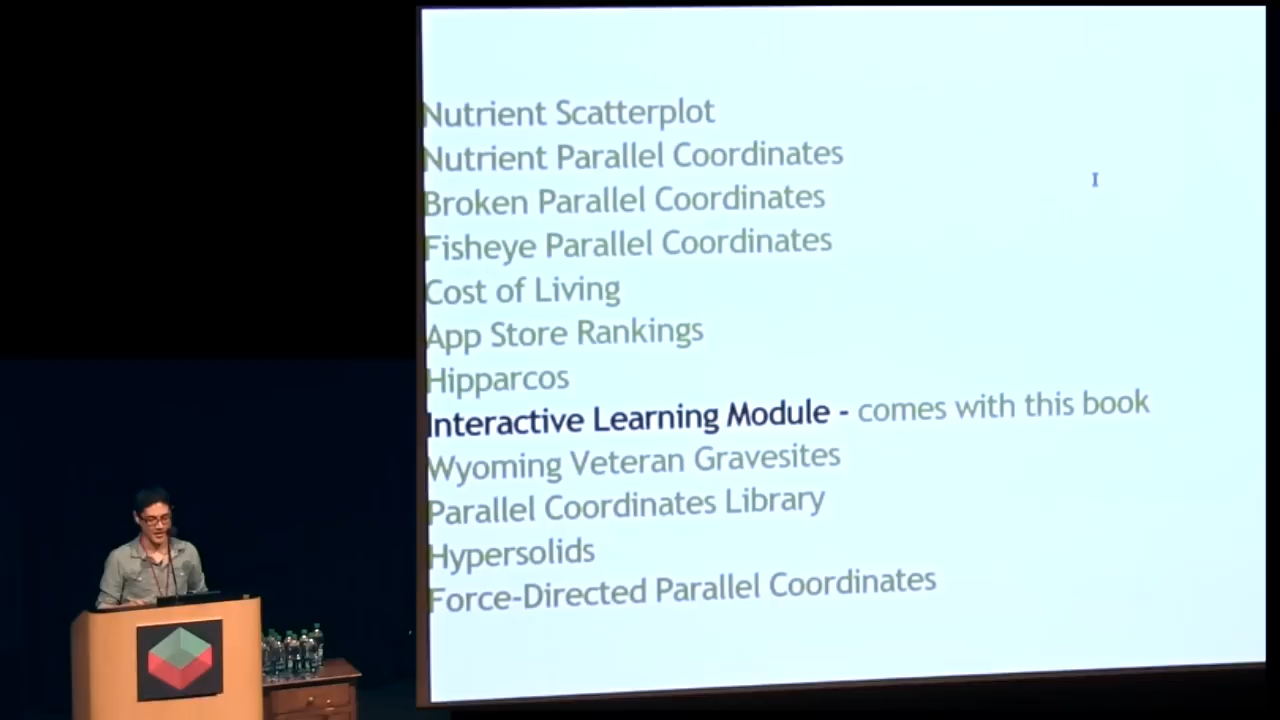 Nutrient Scatterplot
Nutrient Parallel Coordinates
Broken Parallel Coordinates
Fisheye Parallel Coordinates
Cost of Living
App Store Rankings
Hipparcos
Interactive Learning Module - comes with this book
Wyoming Veteran Gravesites
Parallel Coordinates Library
Hypersolids
Force-Directed Parallel Coordinates